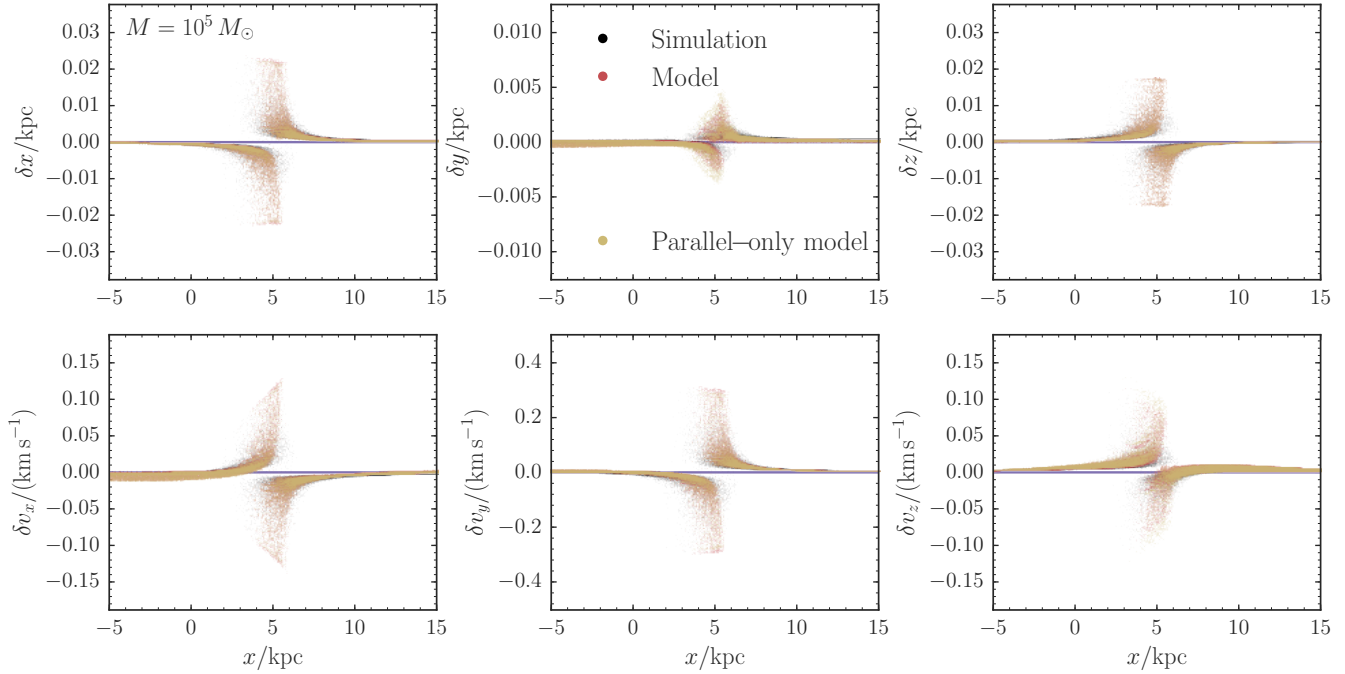 M = 10⁵ M⊙
δx/kpc
0.03
0.02
0.01
0.00
−0.01
−0.02
−0.03
−5 0 5 10 15
δy/kpc
0.010
0.005
0.000
−0.005
−0.010
Simulation
Model
Parallel–only model
−5 0 5 10 15
δz/kpc
0.03
0.02
0.01
0.00
−0.01
−0.02
−0.03
−5 0 5 10 15
δvₓ/(km s⁻¹)
0.15
0.10
0.05
0.00
−0.05
−0.10
−0.15
−5 0 5 10 15
x/kpc
δv_y/(km s⁻¹)
0.4
0.2
0.0
−0.2
−0.4
−5 0 5 10 15
x/kpc
δv_z/(km s⁻¹)
0.15
0.10
0.05
0.00
−0.05
−0.10
−0.15
−5 0 5 10 15
x/kpc